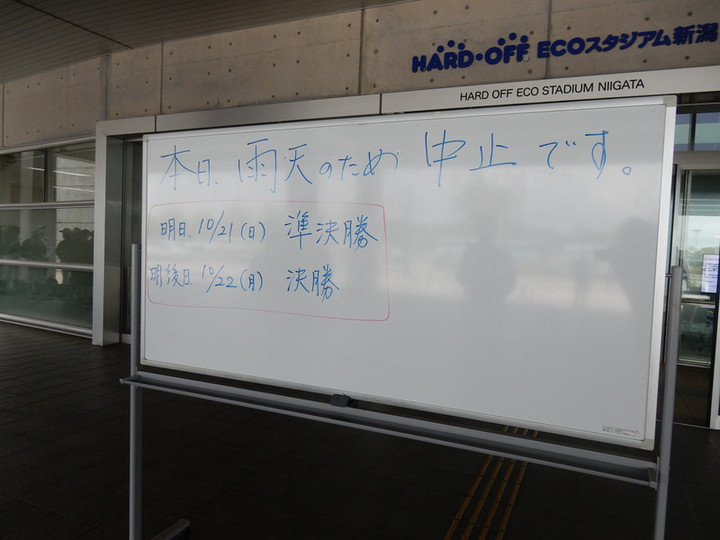 HARD・OFF ECOスタジアム新潟
HARD OFF ECO STADIUM NIIGATA
本日、雨天のため 中止です。
明日、10/21(日) 準決勝
明後日、10/22(月) 決勝